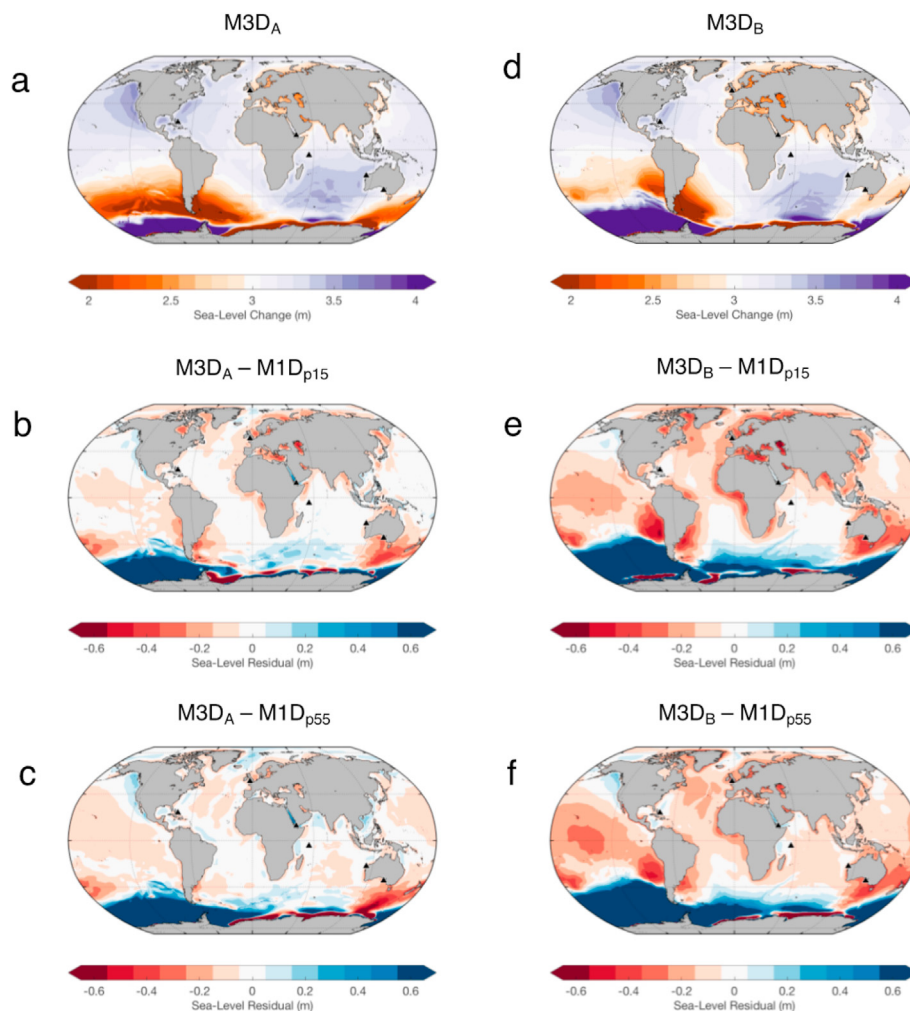 M3D_A
M3D_B
a
d
2 2.5 3 3.5 4
Sea-Level Change (m)
2 2.5 3 3.5 4
Sea-Level Change (m)
M3D_A – M1D_p15
M3D_B – M1D_p15
b
e
-0.6 -0.4 -0.2 0 0.2 0.4 0.6
Sea-Level Residual (m)
-0.6 -0.4 -0.2 0 0.2 0.4 0.6
Sea-Level Residual (m)
M3D_A – M1D_p55
M3D_B – M1D_p55
c
f
-0.6 -0.4 -0.2 0 0.2 0.4 0.6
Sea-Level Residual (m)
-0.6 -0.4 -0.2 0 0.2 0.4 0.6
Sea-Level Residual (m)